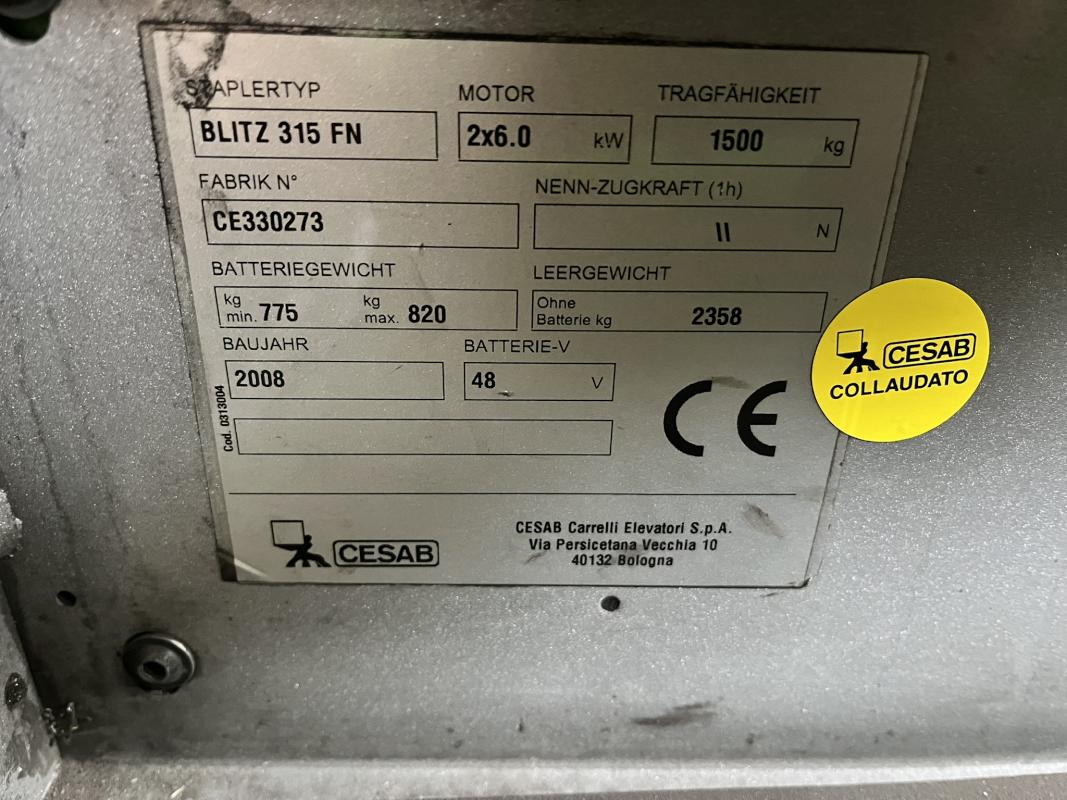 STAPLERTYP MOTOR TRAGFÄHIGKEIT
BLITZ 315 FN 2x6.0 kW 1500 kg
FABRIK N° NENN-ZUGKRAFT (1h)
CE330273 \\ N
BATTERIEGEWICHT LEERGEWICHT
kg min. 775 kg max. 820 Ohne Batterie kg 2358
BAUJAHR BATTERIE-V
2008 48 V
Cod. 0313004
CE
CESAB
COLLAUDATO
CESAB
CESAB Carrelli Elevatori S.p.A.
Via Persicetana Vecchia 10
40132 Bologna